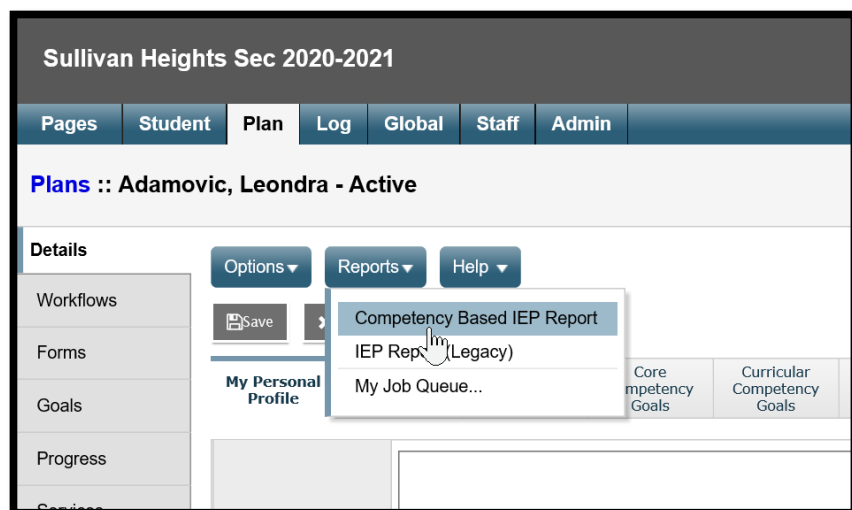 Sullivan Heights Sec 2020-2021
Pages Student Plan Log Global Staff Admin
Plans :: Adamovic, Leondra - Active
Details
Workflows
Forms
Goals
Progress
Services
Options Reports Help
Save
Competency Based IEP Report
IEP Report (Legacy)
My Job Queue...
My Personal
Profile
Core
mpetency
Goals
Curricular
Competency
Goals